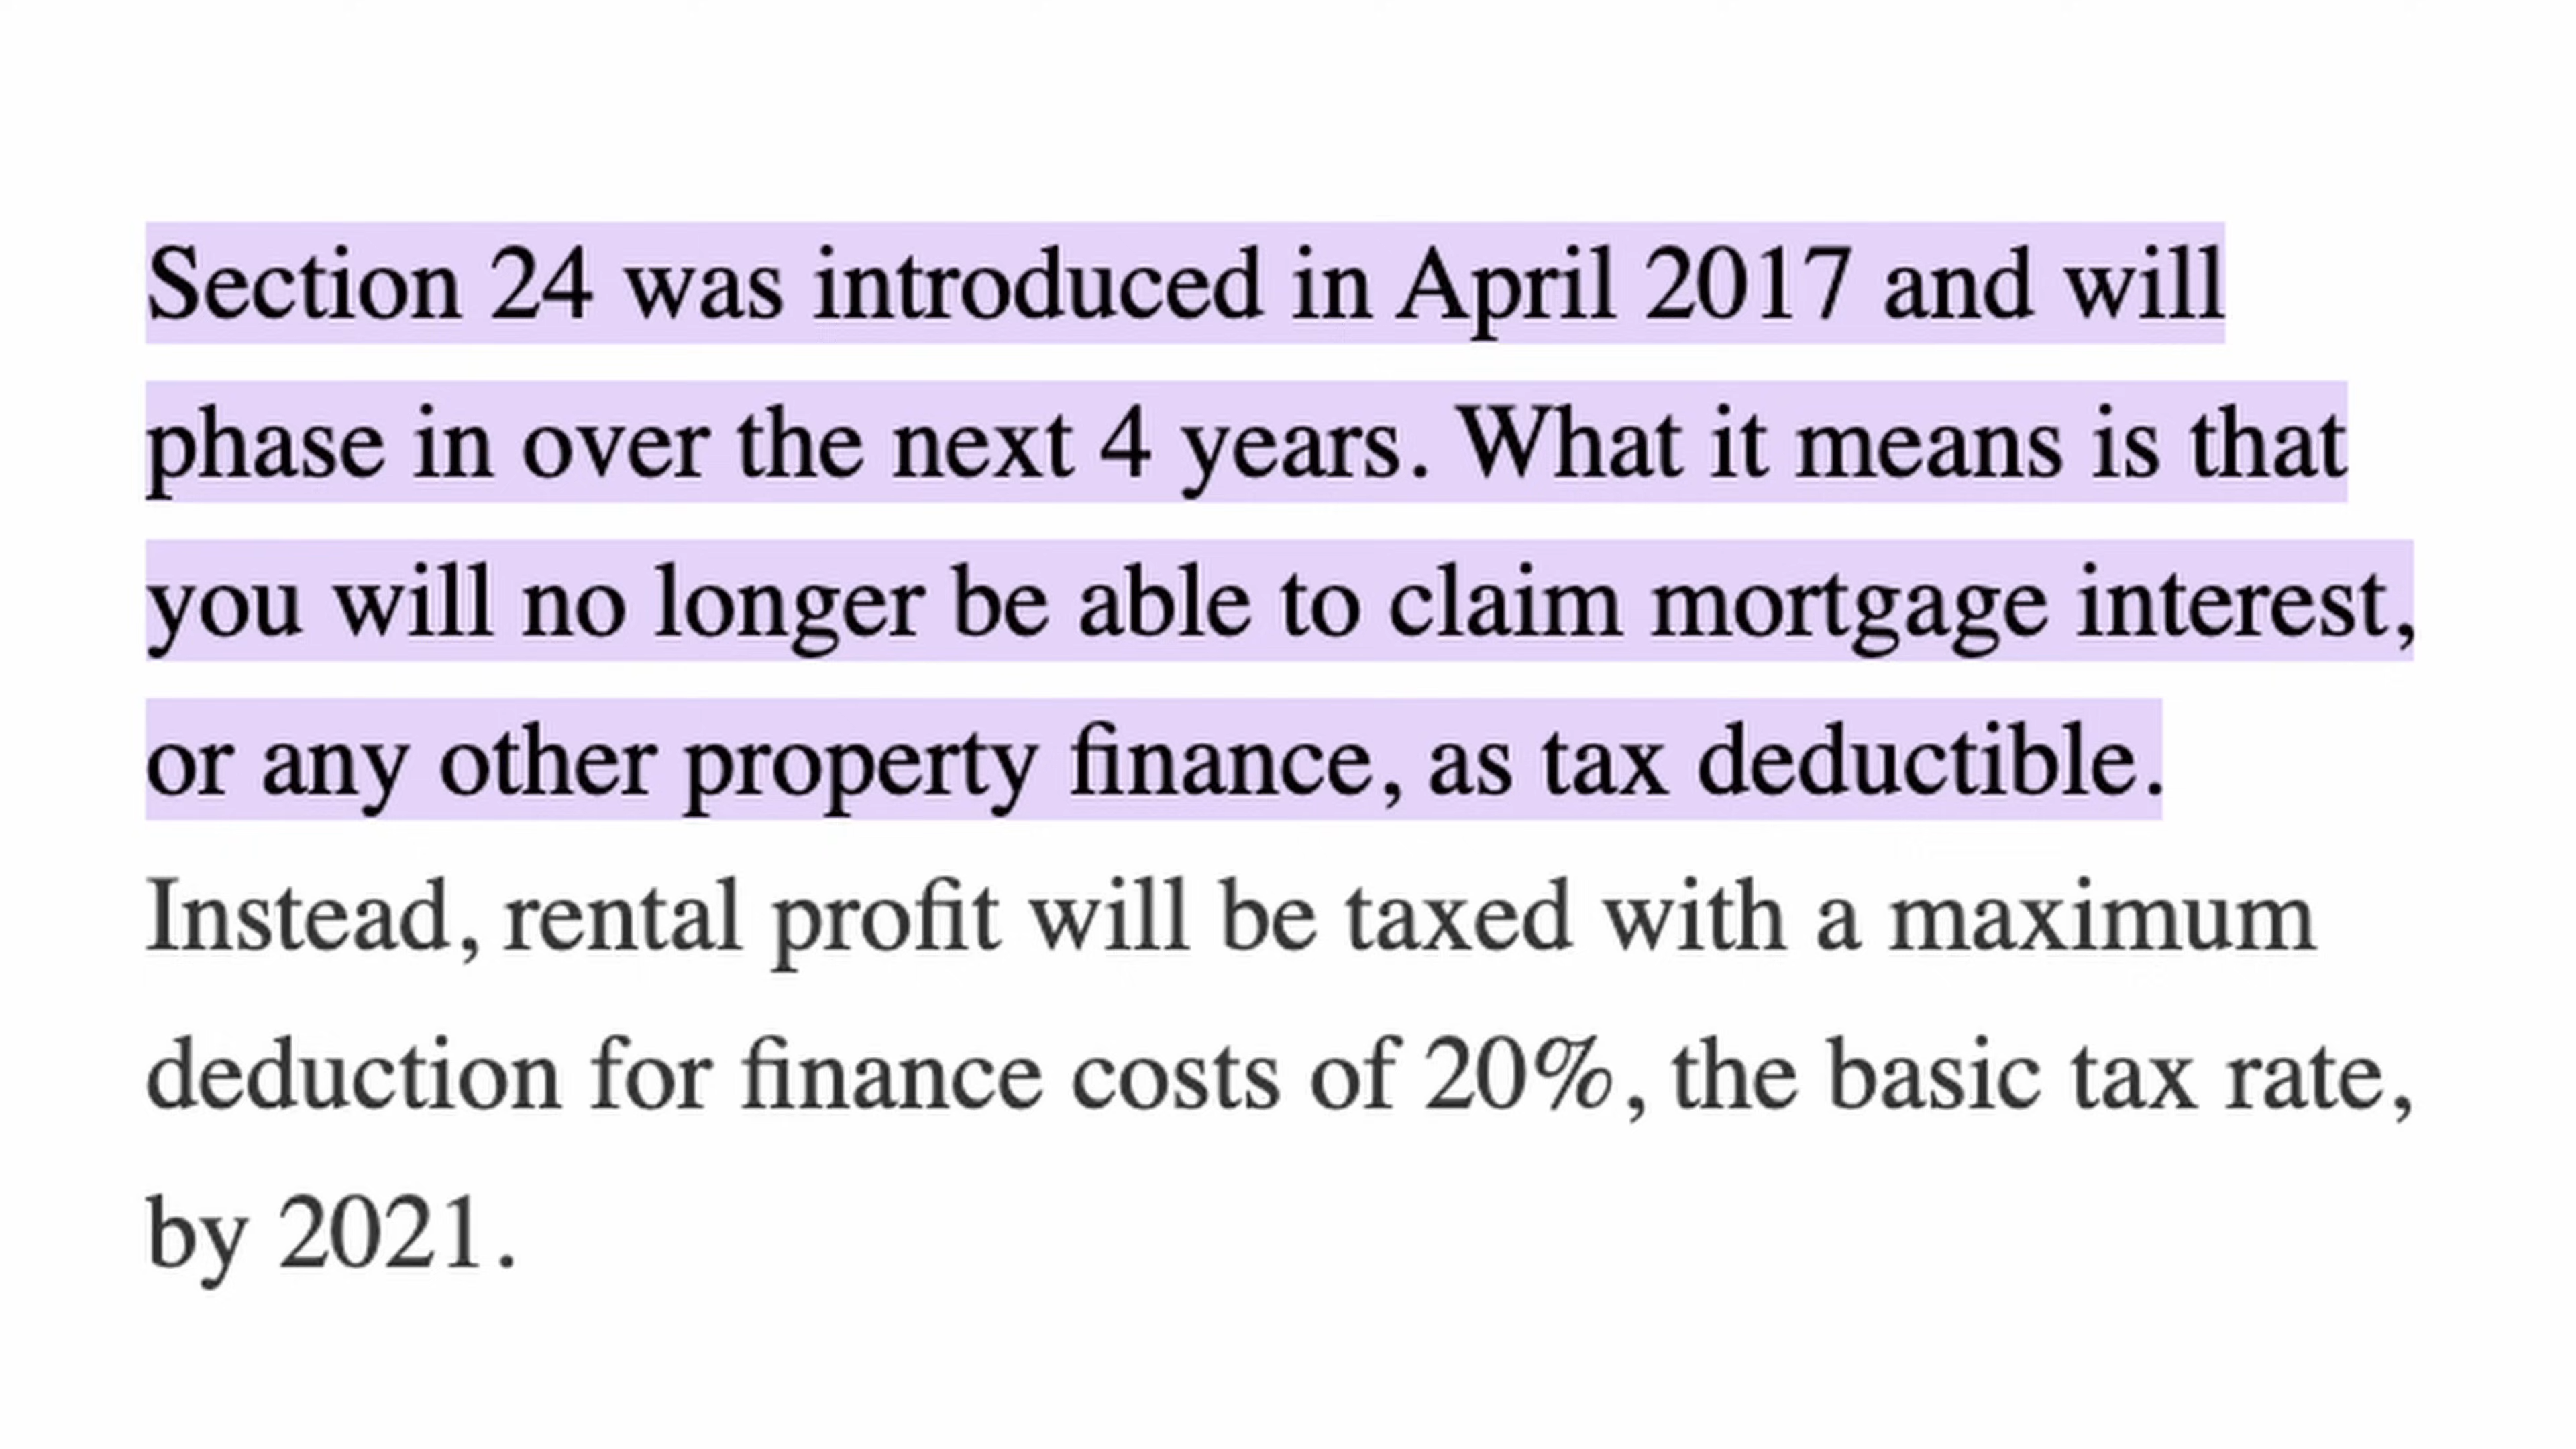 Section 24 was introduced in April 2017 and will
phase in over the next 4 years. What it means is that
you will no longer be able to claim mortgage interest,
or any other property finance, as tax deductible.
Instead, rental profit will be taxed with a maximum
deduction for finance costs of 20%, the basic tax rate,
by 2021.